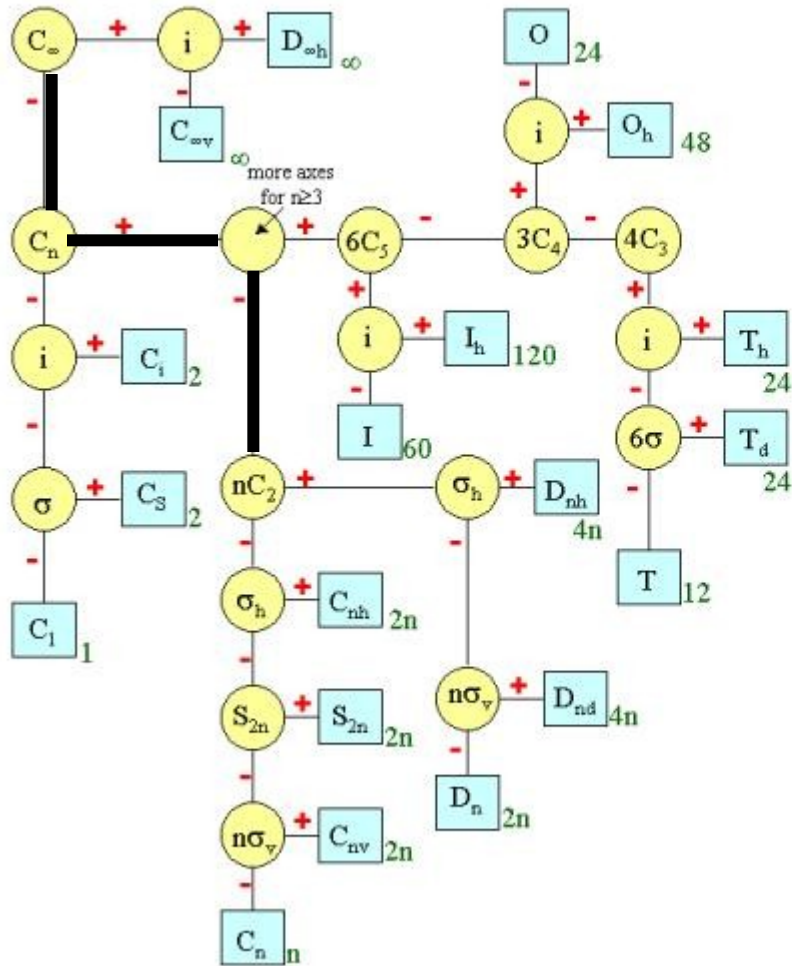 C∞ + i + D∞h ∞
-
-
C∞v ∞
O 24
-
i + Oh 48
+
more axes
for n≥3
Cn + + 6C5 - 3C4 - 4C3
- - + +
i + Ci 2
i + Ih 120
i + Th 24
- - -
I 60
6σ + Td 24
σ + CS 2
-
C1 1
-
T 12
nC2 + σh + Dnh 4n
- -
σh + Cnh 2n
-
S2n + S2n 2n
nσv + Dnd 4n
- -
Dn 2n
nσv + Cnv 2n
-
Cn n